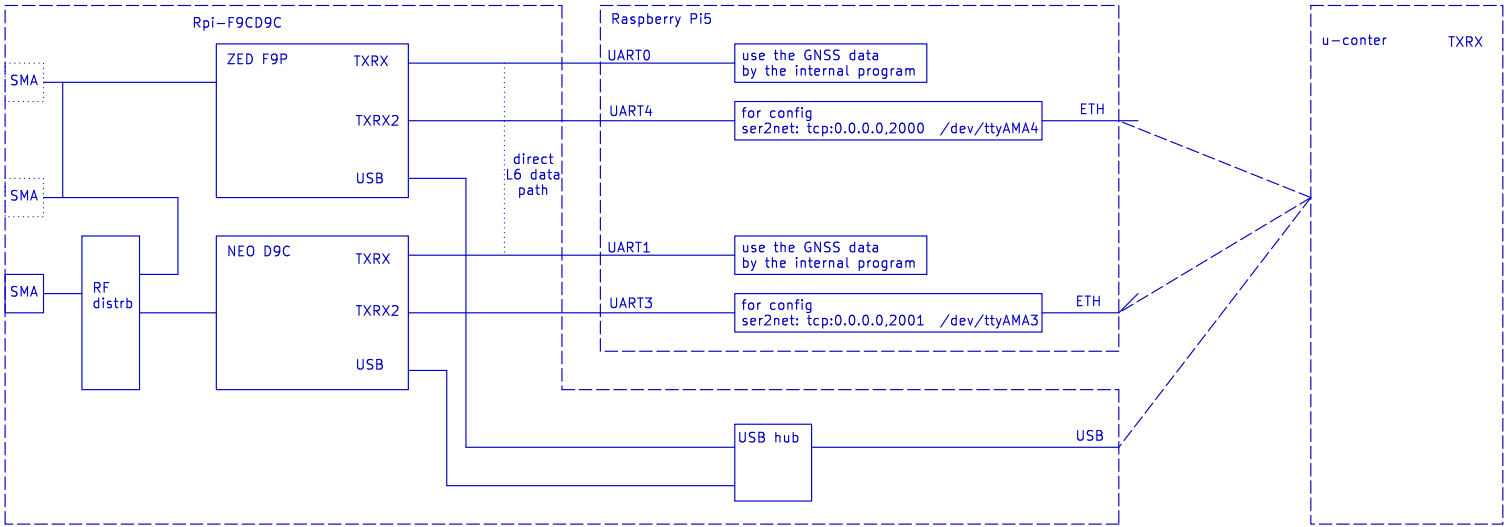 Rpi-F9CD9C
Raspberry Pi5
u-conter
TXRX
SMA
ZED F9P
TXRX
UART0
use the GNSS data
by the internal program
TXRX2
UART4
for config
ser2net: tcp:0.0.0.0,2000 /dev/ttyAMA4
ETH
direct
L6 data
path
USB
SMA
NEO D9C
TXRX
UART1
use the GNSS data
by the internal program
SMA
RF
distrb
TXRX2
UART3
for config
ser2net: tcp:0.0.0.0,2001 /dev/ttyAMA3
ETH
USB
USB hub
USB